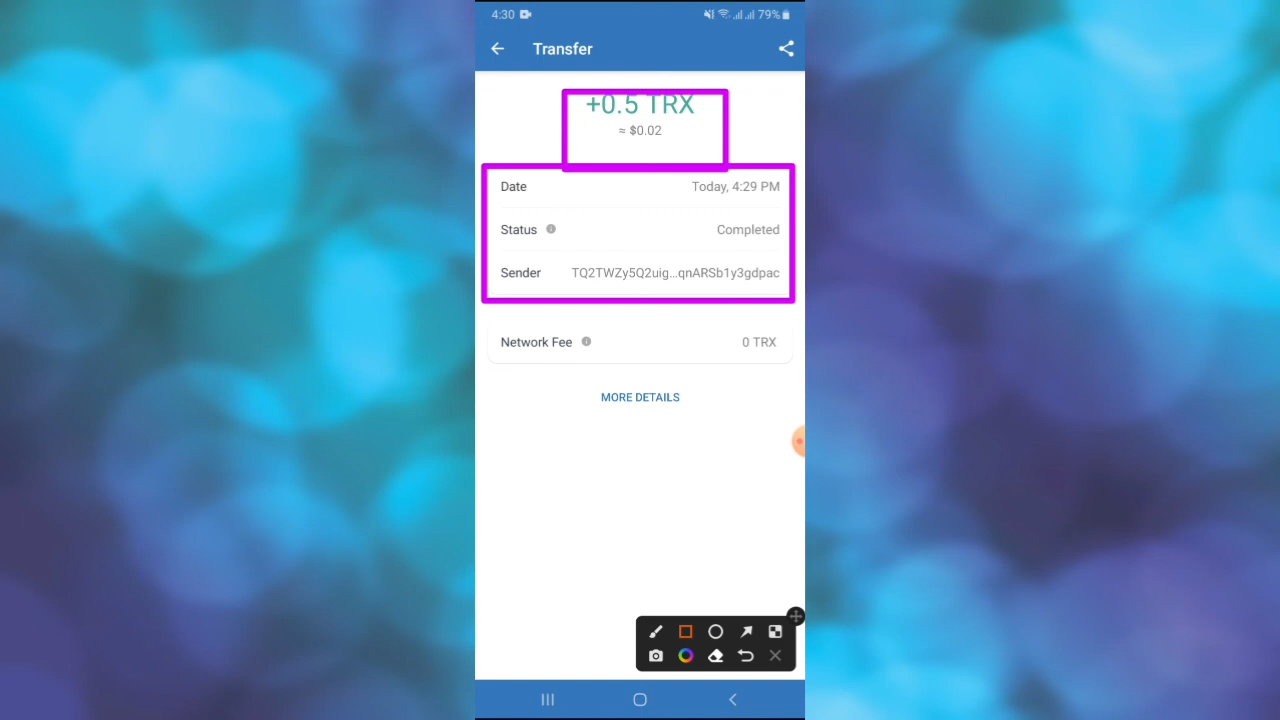 4:30 79%
Transfer
+0.5 TRX
≈ $0.02
Date Today, 4:29 PM
Status Completed
Sender TQ2TWZy5Q2uig...qnARSb1y3gdpac
Network Fee 0 TRX
MORE DETAILS